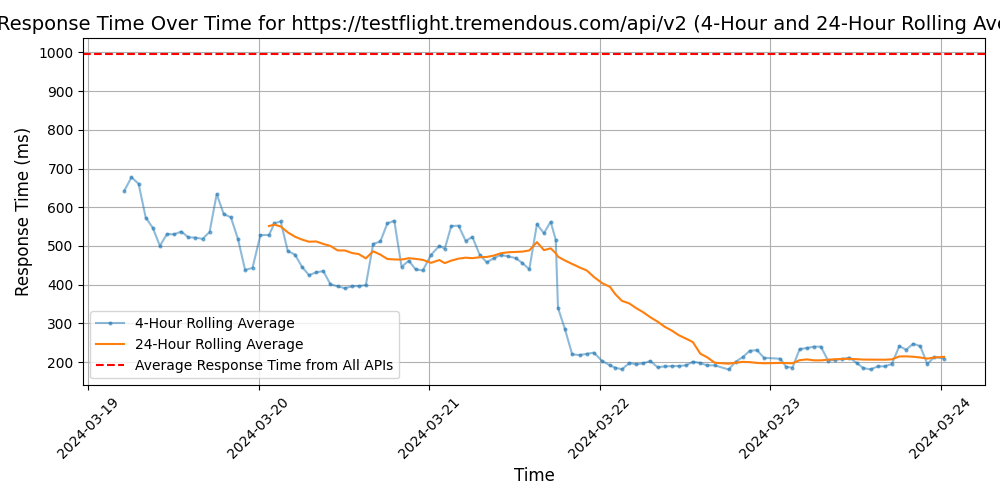 Response Time Over Time for https://testflight.tremendous.com/api/v2 (4-Hour and 24-Hour Rolling Ave
1000
900
800
700
600
500
400
300
200
Response Time (ms)
4-Hour Rolling Average
24-Hour Rolling Average
Average Response Time from All APIs
2024-03-19
2024-03-20
2024-03-21
2024-03-22
2024-03-23
2024-03-24
Time